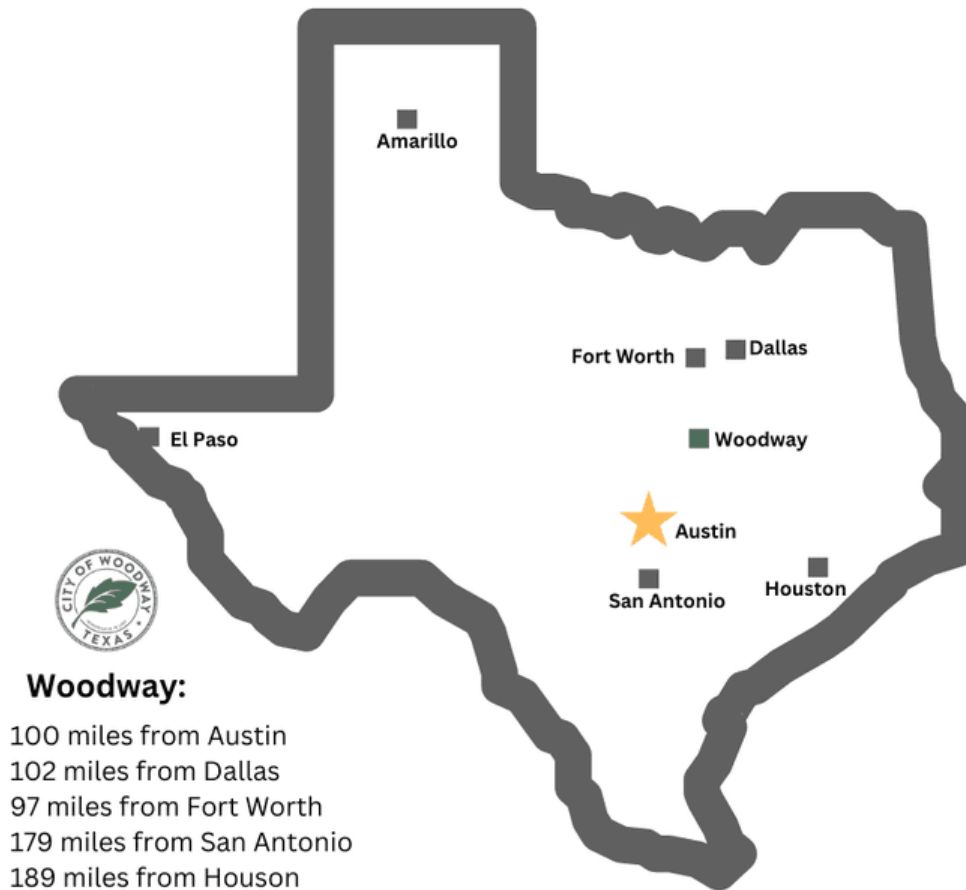 Amarillo
Fort Worth
Dallas
El Paso
Woodway
Austin
San Antonio
Houston
CITY OF WOODWAY
TEXAS
Woodway:
100 miles from Austin
102 miles from Dallas
97 miles from Fort Worth
179 miles from San Antonio
189 miles from Houson